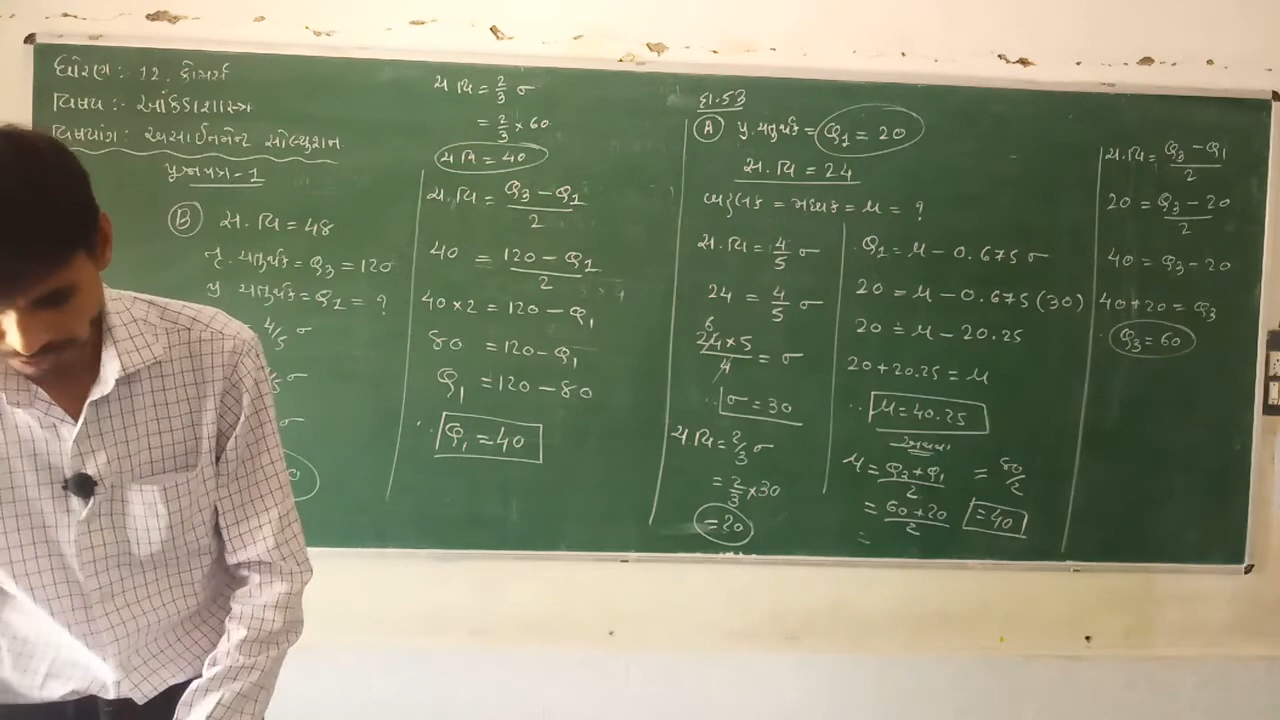 ધોરણ :- 12. કોમર્સ
વિષય :- આંકડાશાસ્ત્ર
વિષયાંગ:- અસાઈનમેન્ટ સોલ્યુશન
પ્રશ્નપત્ર-1
(B) સ. વિ = 48
તૃ. ચતુર્થક = Q3 = 120
પ્ર ચતુર્થક = Q1 = ?
4/5 σ
σ
σ
ચ વિ = 2/3 σ
= 2/3 × 60
ચ વિ = 40
ચ. વિ = Q3 - Q1 / 2
40 = 120 - Q1 / 2
40 × 2 = 120 - Q1
80 = 120 - Q1
Q1 = 120 - 80
∴ Q1 = 40
દા.53
(A) પ્ર. ચતુર્થક = Q1 = 20
સ. વિ = 24
બહુલક = મધ્યક = μ = ?
સ. વિ = 4/5 σ
24 = 4/5 σ
6
24 × 5 / 4 = σ
∴ σ = 30
ચ. વિ = 2/3 σ
= 2/3 × 30
= 20
Q1 = μ - 0.675 σ
20 = μ - 0.675 (30)
20 = μ - 20.25
20 + 20.25 = μ
∴ μ = 40.25
અથવા
μ = Q3 + Q1 / 2 = 80/2
= 60 + 20 / 2 = 40
=
ચ. વિ = Q3 - Q1 / 2
20 = Q3 - 20 / 2
40 = Q3 - 20
40 + 20 = Q3
∴ Q3 = 60